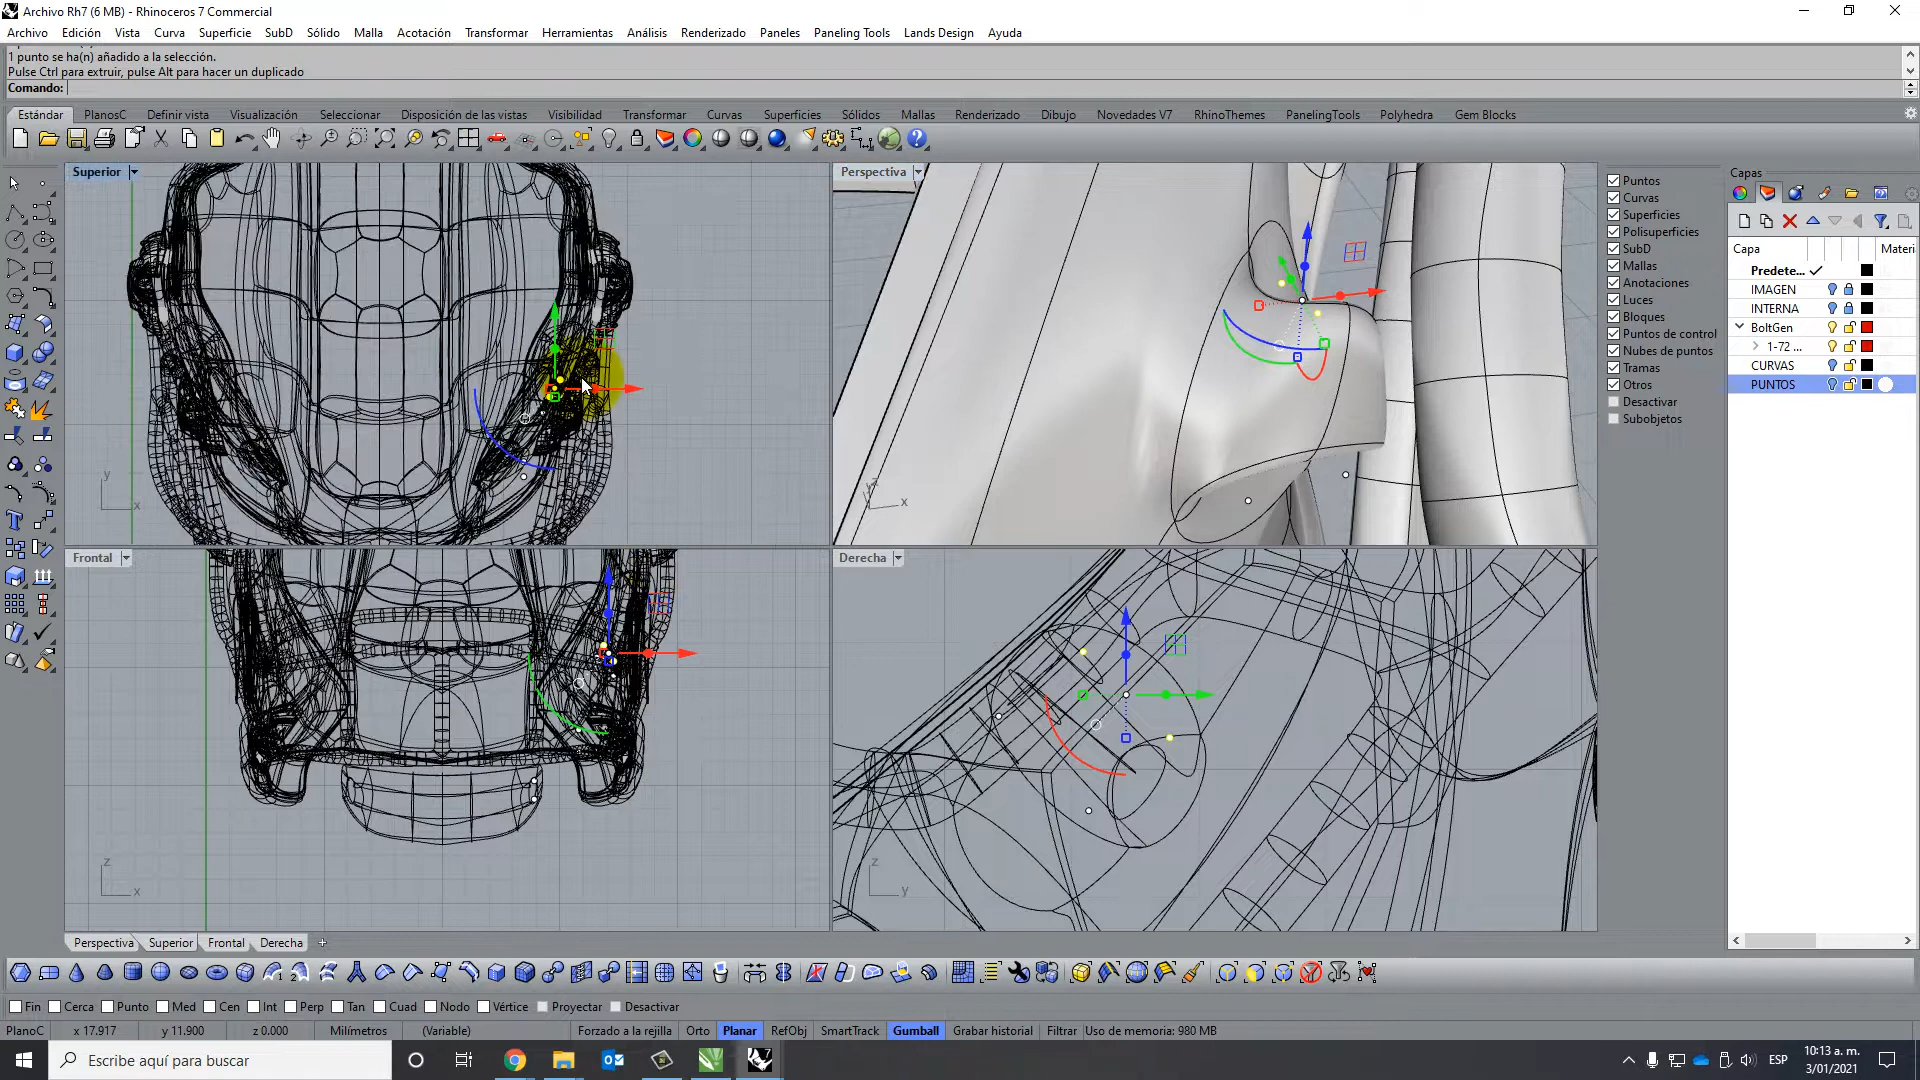 Archivo Rh7 (6 MB) - Rhinoceros 7 Commercial
Archivo Edición Vista Curva Superficie SubD Sólido Malla Acotación Transformar Herramientas Análisis Renderizado Paneles Paneling Tools Lands Design Ayuda
1 punto se ha(n) añadido a la selección.
Pulse Ctrl para extruir, pulse Alt para hacer un duplicado
Comando:
Estándar PlanosC Definir vista Visualización Seleccionar Disposición de las vistas Visibilidad Transformar Curvas Superficies Sólidos Mallas Renderizado Dibujo Novedades V7 RhinoThemes PanelingTools Polyhedra Gem Blocks
Superior
y
x
Perspectiva
z
x
Frontal
z
x
Derecha
z
y
Puntos
Curvas
Superficies
Polisuperficies
SubD
Mallas
Anotaciones
Luces
Bloques
Puntos de control
Nubes de puntos
Tramas
Otros
Desactivar
Subobjetos
Capas
Capa Materi
Predete...
IMAGEN
INTERNA
BoltGen
1-72 ...
CURVAS
PUNTOS
Perspectiva Superior Frontal Derecha
Fin Cerca Punto Med Cen Int Perp Tan Cuad Nodo Vértice Proyectar Desactivar
PlanoC x 17.917 y 11.900 z 0.000 Milímetros (Variable) Forzado a la rejilla Orto Planar RefObj SmartTrack Gumball Grabar historial Filtrar Uso de memoria: 980 MB
Escribe aquí para buscar
ESP
10:13 a. m.
3/01/2021